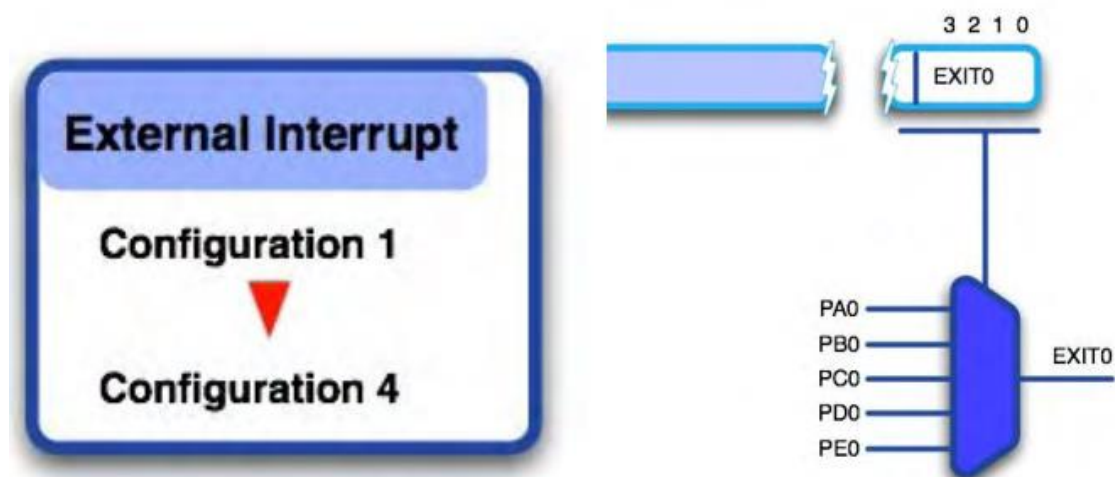 External Interrupt
Configuration 1
Configuration 4
3 2 1 0
EXIT0
PA0
PB0
PC0
PD0
PE0
EXIT0